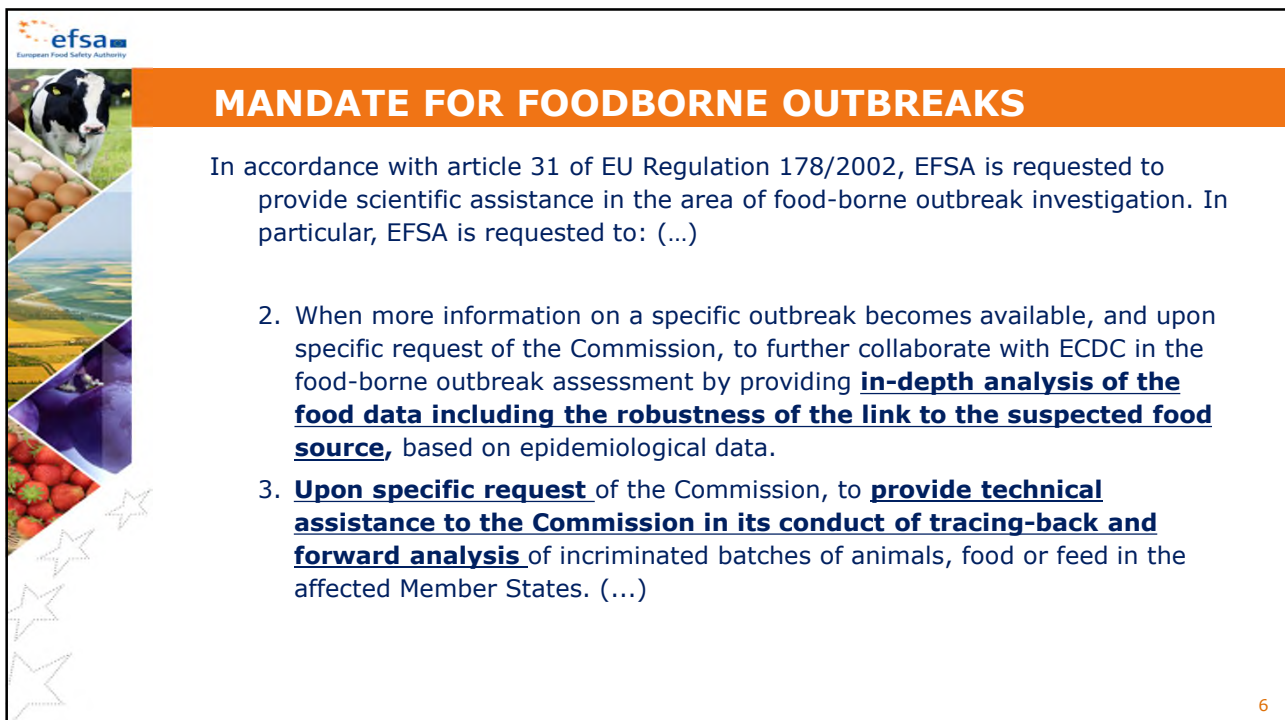 efsa
European Food Safety Authority
MANDATE FOR FOODBORNE OUTBREAKS
In accordance with article 31 of EU Regulation 178/2002, EFSA is requested to
provide scientific assistance in the area of food-borne outbreak investigation. In
particular, EFSA is requested to: (…)
2. When more information on a specific outbreak becomes available, and upon
specific request of the Commission, to further collaborate with ECDC in the
food-borne outbreak assessment by providing in-depth analysis of the
food data including the robustness of the link to the suspected food
source, based on epidemiological data.
3. Upon specific request of the Commission, to provide technical
assistance to the Commission in its conduct of tracing-back and
forward analysis of incriminated batches of animals, food or feed in the
affected Member States. (...)
6